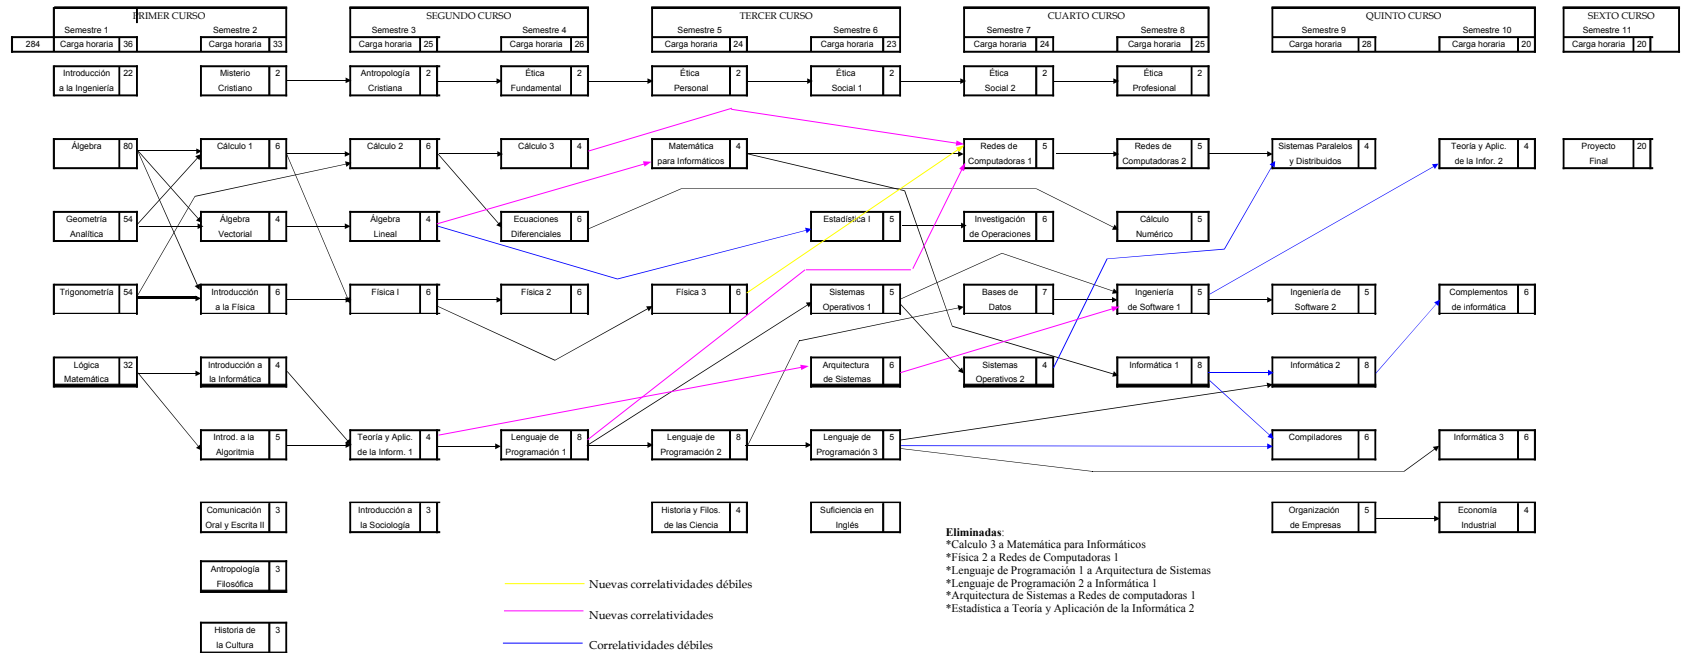 PRIMER CURSO SEGUNDO CURSO TERCER CURSO CUARTO CURSO QUINTO CURSO SEXTO CURSO
Semestre 1 Semestre 2 Semestre 3 Semestre 4 Semestre 5 Semestre 6 Semestre 7 Semestre 8 Semestre 9 Semestre 10 Semestre 11
284 Carga horaria 36 Carga horaria 33 Carga horaria 25 Carga horaria 26 Carga horaria 24 Carga horaria 23 Carga horaria 24 Carga horaria 25 Carga horaria 28 Carga horaria 20 Carga horaria 20
Introducción 22 Misterio 2 Antropología 2 Ética 2 Ética 2 Ética 2 Ética 2 Ética 2
a la Ingeniería Cristiano Cristiana Fundamental Personal Social 1 Social 2 Profesional
Álgebra 80 Cálculo 1 6 Cálculo 2 6 Cálculo 3 4 Matemática 4 Redes de 5 Redes de 5 Sistemas Paralelos 4 Teoría y Aplic. 4 Proyecto 20
para Informáticos Computadoras 1 Computadoras 2 y Distribuidos de la Infor. 2 Final
Geometría 54 Álgebra 4 Álgebra 4 Ecuaciones 6 Estadística I 5 Investigación 6 Cálculo 5
Analítica Vectorial Lineal Diferenciales de Operaciones Numérico
Trigonometría 54 Introducción 6 Física I 6 Física 2 6 Física 3 6 Sistemas 5 Bases de 7 Ingeniería 5 Ingeniería de 5 Complementos 6
a la Física Operativos 1 Datos de Software 1 Software 2 de informática
Lógica 32 Introducción a 4 Arquitectura 6 Sistemas 4 Informática 1 8 Informática 2 8
Matemática la Informática de Sistemas Operativos 2
Introd. a la 5 Teoría y Aplic. 4 Lenguaje de 8 Lenguaje de 8 Lenguaje de 5 Compiladores 6 Informática 3 6
Algoritmia de la Inform. 1 Programación 1 Programación 2 Programación 3
Comunicación 3 Introducción a 3 Historia y Filos. 4 Suficiencia en Organización 5 Economía 4
Oral y Escrita II la Sociología de las Ciencia Inglés de Empresas Industrial
Eliminadas:
*Calculo 3 a Matemática para Informáticos
*Física 2 a Redes de Computadoras 1
*Lenguaje de Programación 1 a Arquitectura de Sistemas
*Lenguaje de Programación 2 a Informática 1
*Arquitectura de Sistemas a Redes de computadoras 1
*Estadística a Teoría y Aplicación de la Informática 2
Antropología 3
Filosófica
Nuevas correlatividades débiles
Nuevas correlatividades
Historia de 3
la Cultura
Correlatividades débiles